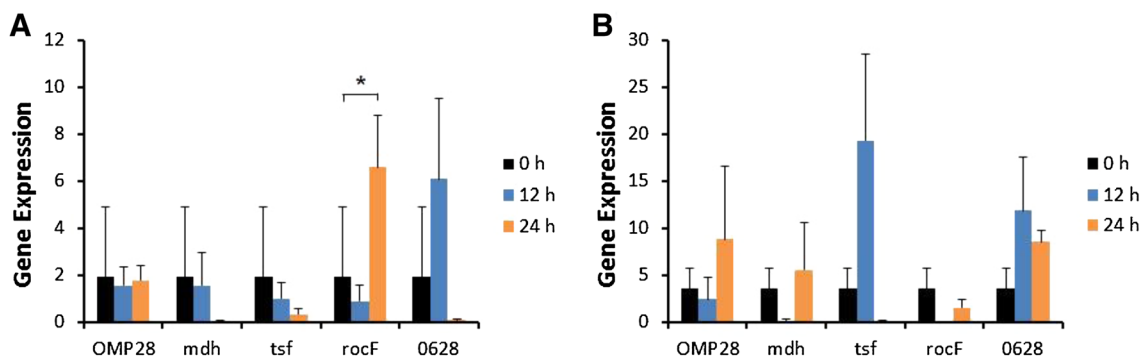 A
Gene Expression
12
10
8
6
4
2
0
*
OMP28 mdh tsf rocF 0628
0 h
12 h
24 h
B
Gene Expression
30
25
20
15
10
5
0
OMP28 mdh tsf rocF 0628
0 h
12 h
24 h